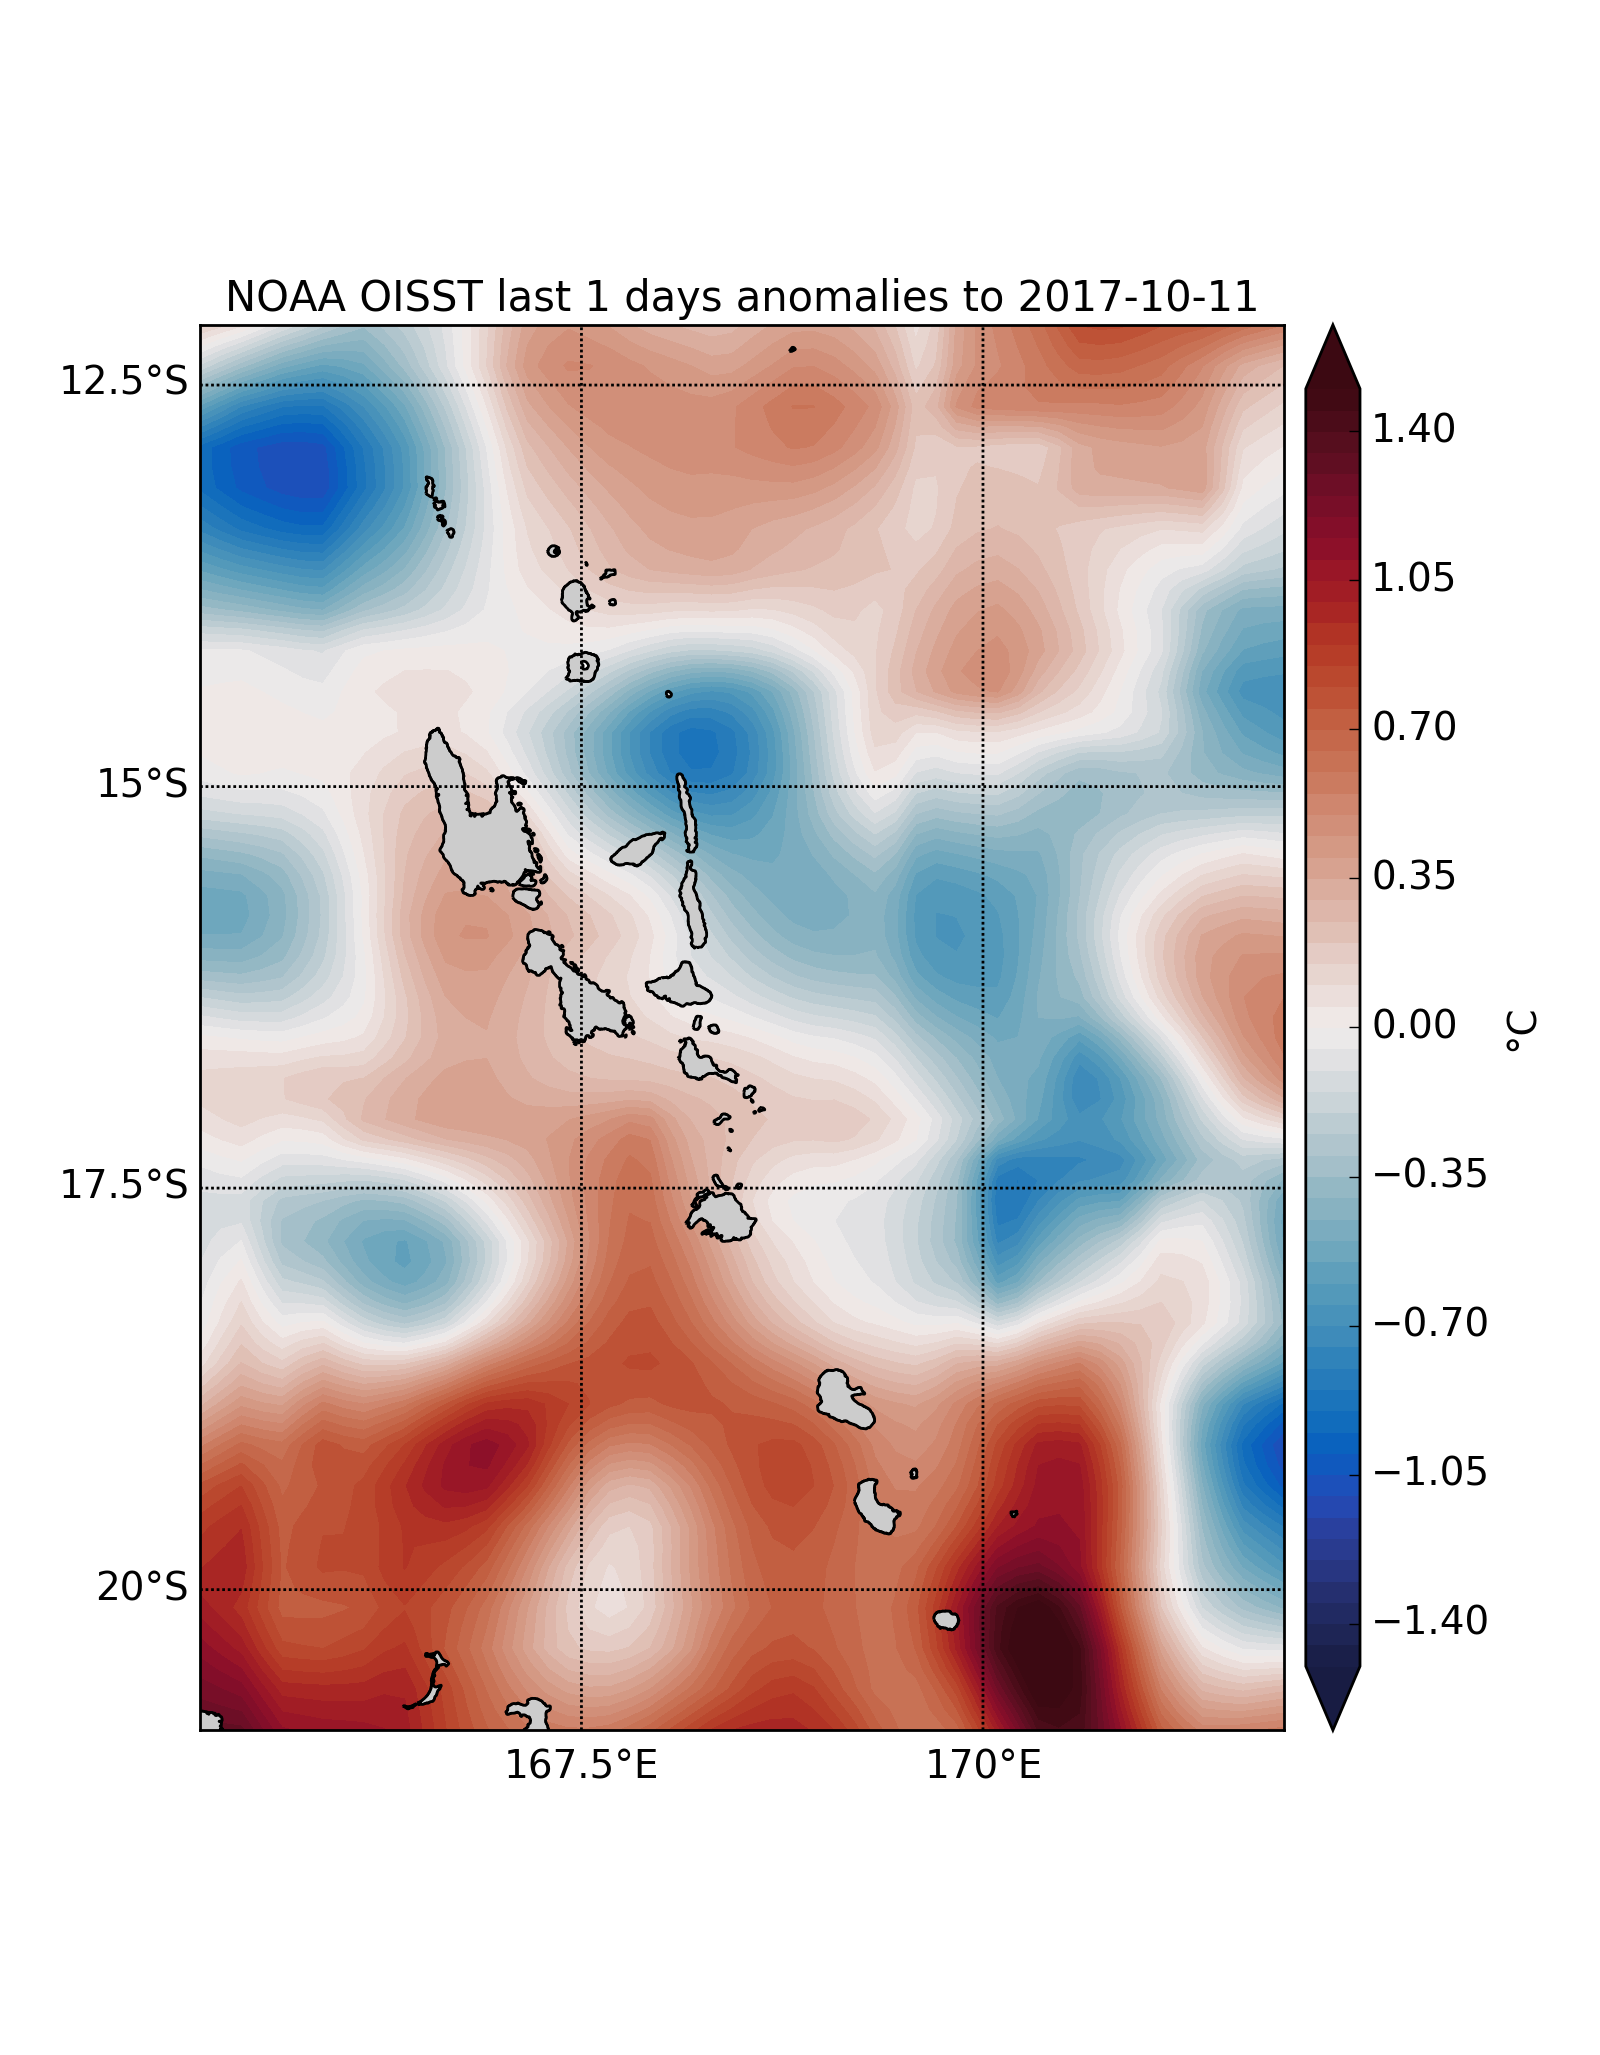 NOAA OISST last 1 days anomalies to 2017-10-11
12.5°S
15°S
17.5°S
20°S
167.5°E
170°E
1.40
1.05
0.70
0.35
0.00
−0.35
−0.70
−1.05
−1.40
°C